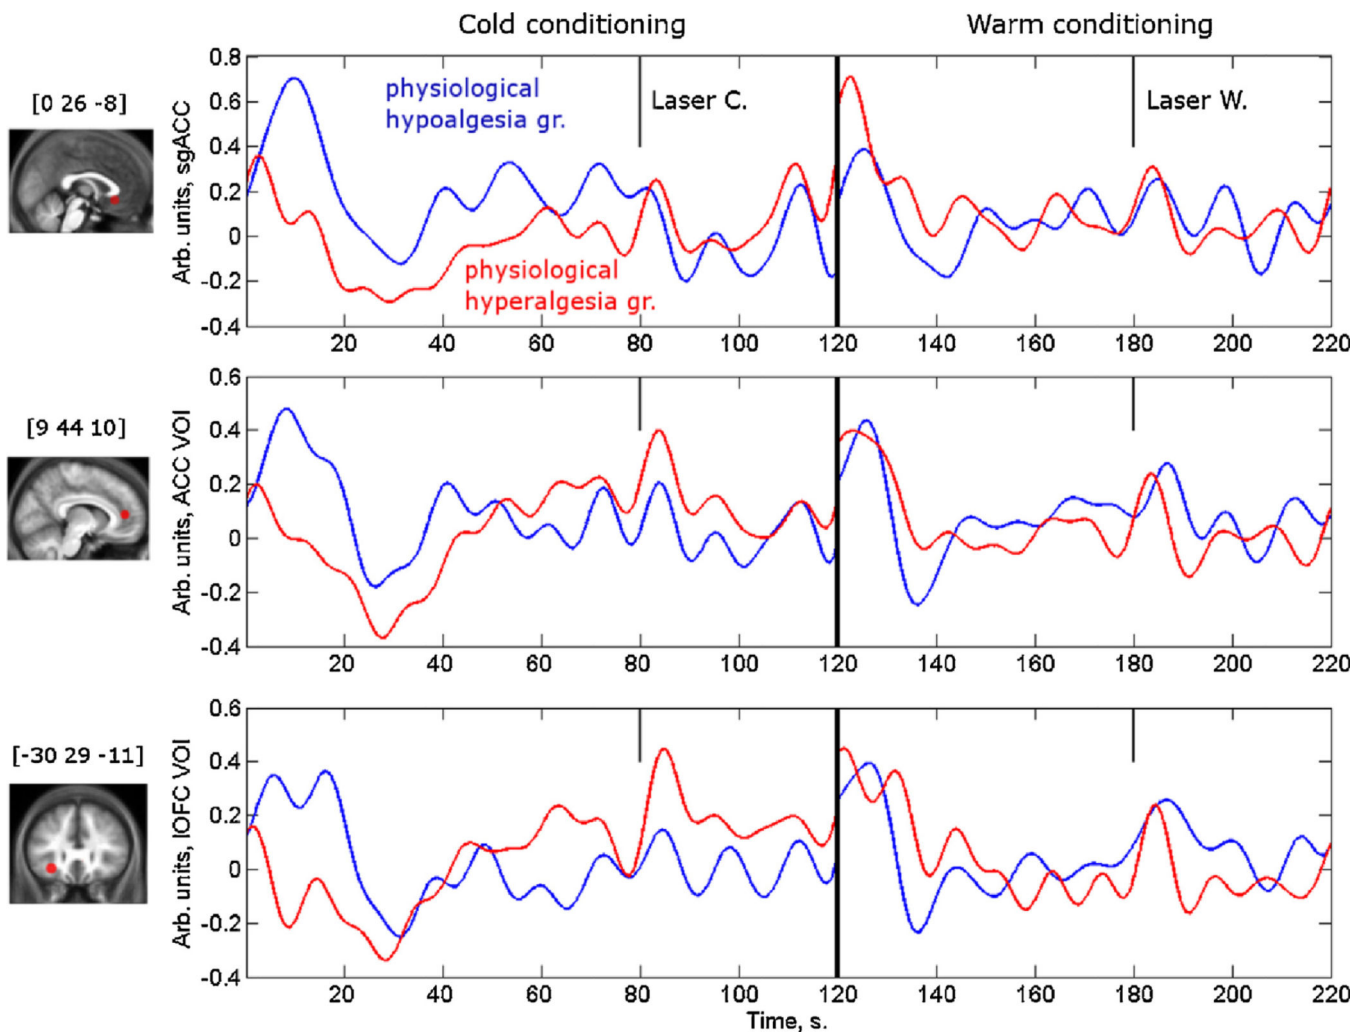 Cold conditioning
Warm conditioning
[0 26 -8]
Arb. units, sgACC
0.8
0.6
0.4
0.2
0
-0.2
-0.4
physiological
hypoalgesia gr.
physiological
hyperalgesia gr.
Laser C.
Laser W.
20 40 60 80 100 120 140 160 180 200 220
[9 44 10]
Arb. units, ACC VOI
0.6
0.4
0.2
0
-0.2
-0.4
20 40 60 80 100 120 140 160 180 200 220
[-30 29 -11]
Arb. units, lOFC VOI
0.6
0.4
0.2
0
-0.2
-0.4
20 40 60 80 100 120 140 160 180 200 220
Time, s.